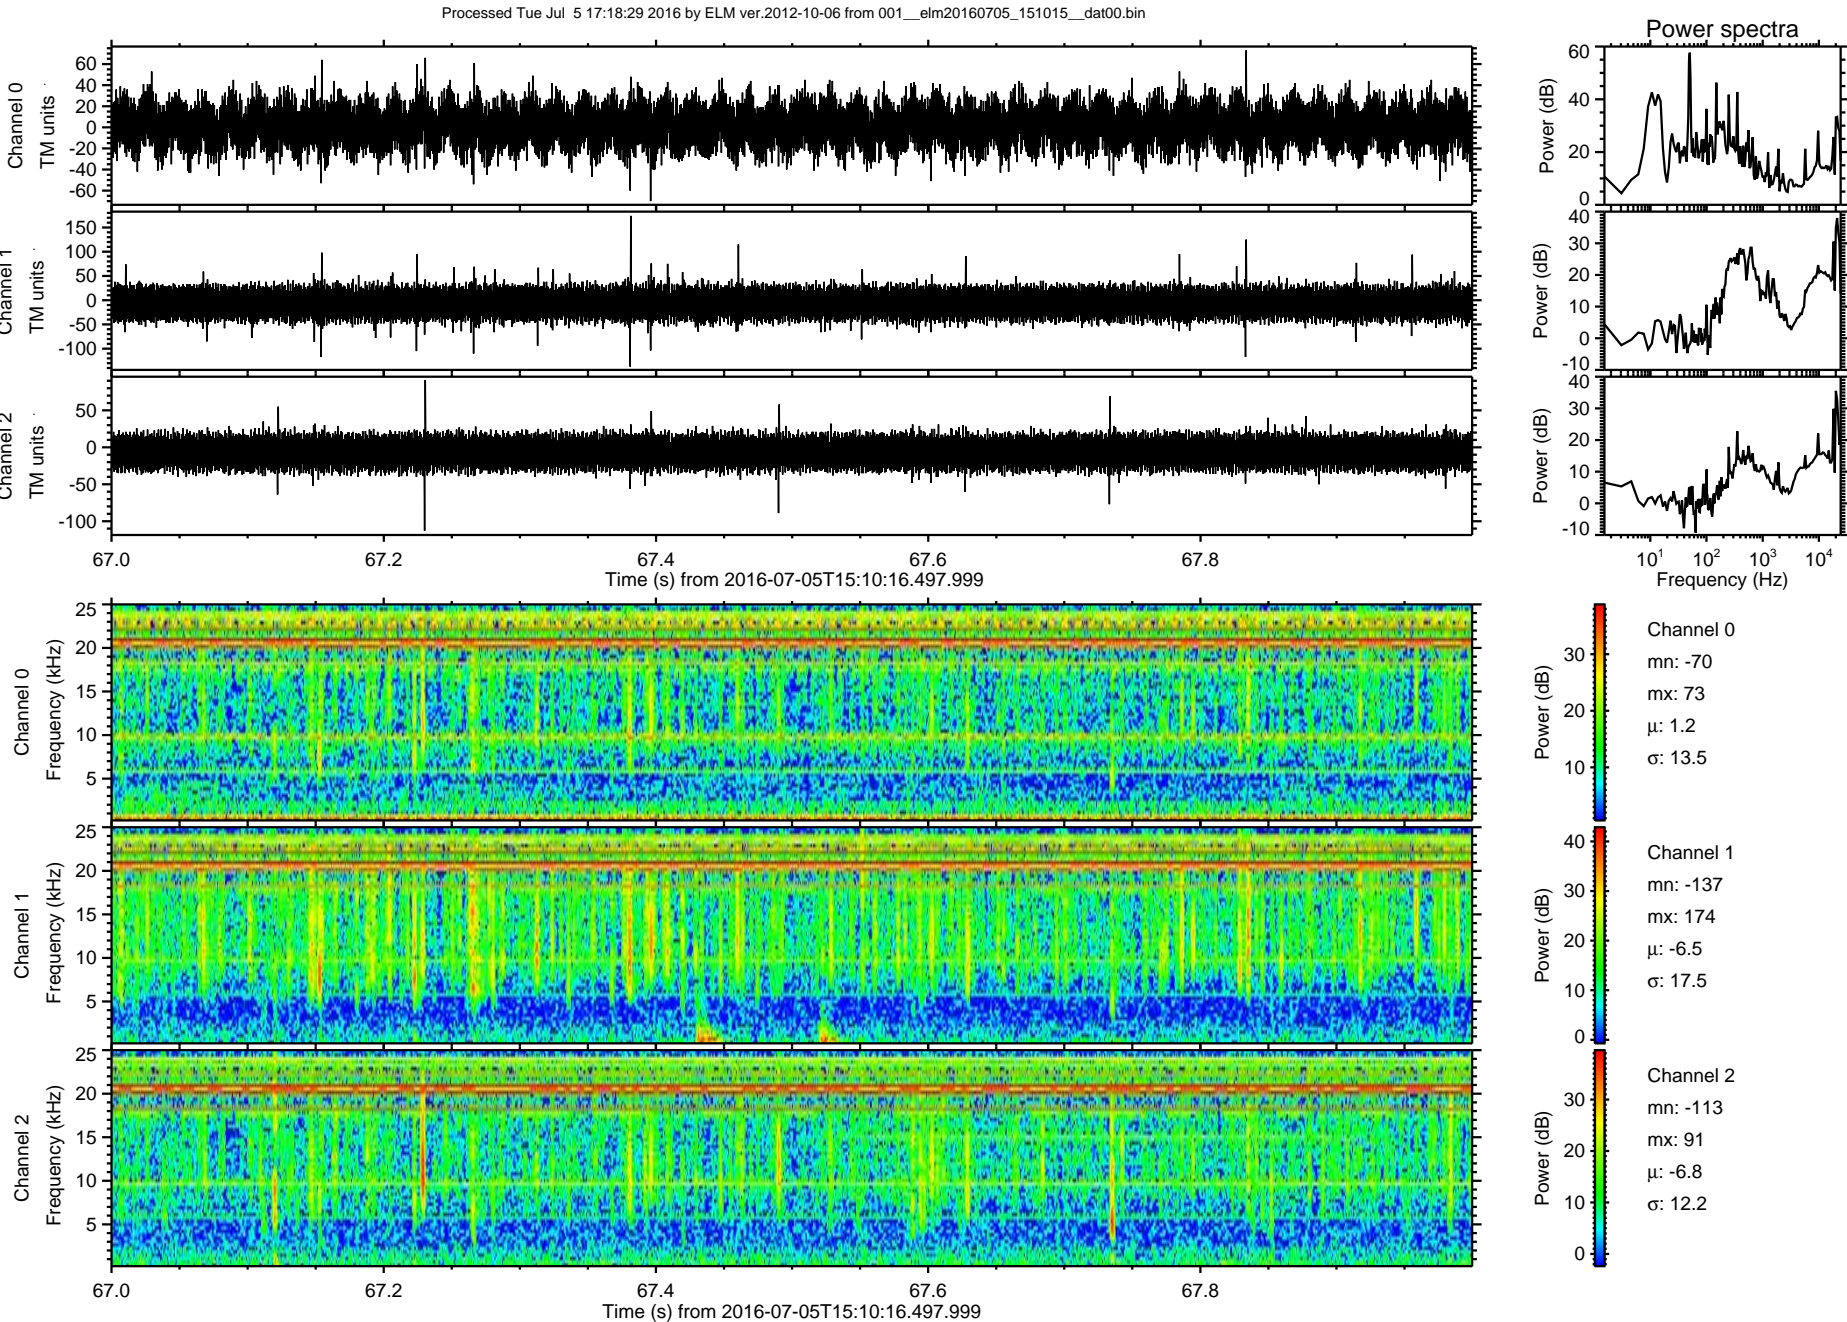 Processed Tue Jul  5 17:18:29 2016 by ELM ver.2012-10-06 from 001__elm20160705_151015__dat00.bin
Power spectra
Channel 0
TM units
60
40
20
0
-20
-40
-60
Power (dB)
60
40
20
0
Channel 1
TM units
150
100
50
0
-50
-100
Power (dB)
40
30
20
10
0
-10
Channel 2
TM units
50
0
-50
-100
Power (dB)
40
30
20
10
0
-10
67.0 67.2 67.4 67.6 67.8
Time (s) from 2016-07-05T15:10:16.497.999
10^1 10^2 10^3 10^4
Frequency (Hz)
Channel 0
Frequency (kHz)
25
20
15
10
5
Power (dB)
30
20
10
Channel 0
mn: -70
mx: 73
μ: 1.2
σ: 13.5
Channel 1
Frequency (kHz)
25
20
15
10
5
Power (dB)
40
30
20
10
0
Channel 1
mn: -137
mx: 174
μ: -6.5
σ: 17.5
Channel 2
Frequency (kHz)
25
20
15
10
5
Power (dB)
30
20
10
0
Channel 2
mn: -113
mx: 91
μ: -6.8
σ: 12.2
67.0 67.2 67.4 67.6 67.8
Time (s) from 2016-07-05T15:10:16.497.999